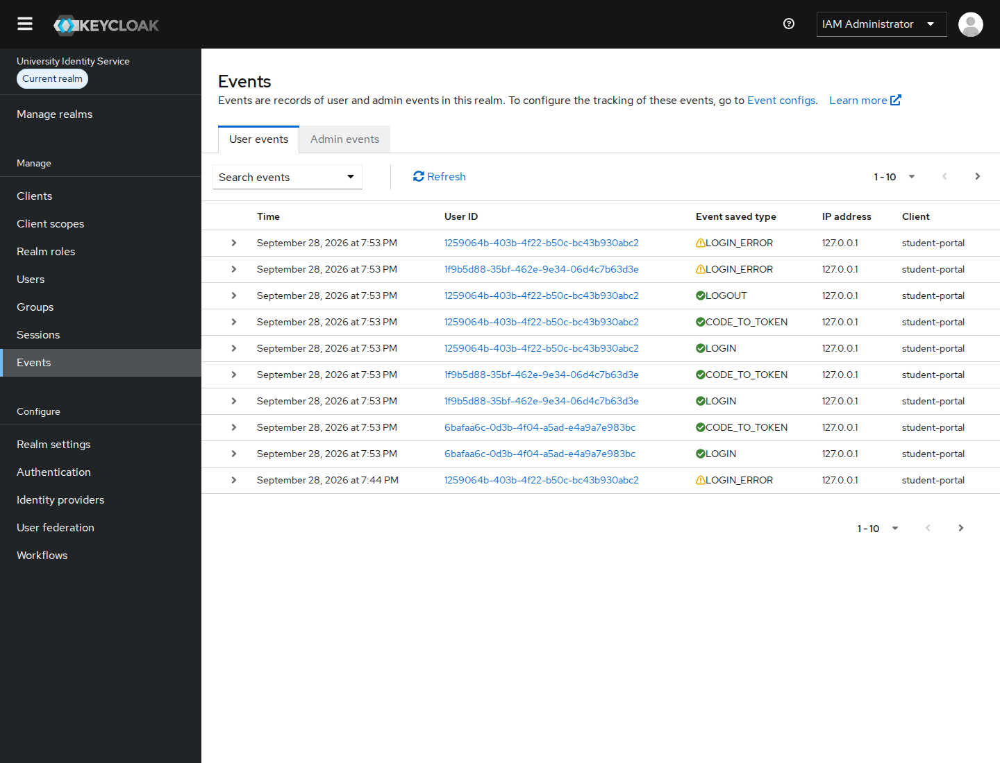 KEYCLOAK
IAM Administrator
University Identity Service
Current realm
Manage realms
Manage
Clients
Client scopes
Realm roles
Users
Groups
Sessions
Events
Configure
Realm settings
Authentication
Identity providers
User federation
Workflows
Events
Events are records of user and admin events in this realm. To configure the tracking of these events, go to Event configs. Learn more
User events Admin events
Search events Refresh 1 - 10
Time User ID Event saved type IP address Client
September 28, 2026 at 7:53 PM 1259064b-403b-4f22-b50c-bc43b930abc2 LOGIN_ERROR 127.0.0.1 student-portal
September 28, 2026 at 7:53 PM 1f9b5d88-35bf-462e-9e34-06d4c7b63d3e LOGIN_ERROR 127.0.0.1 student-portal
September 28, 2026 at 7:53 PM 1259064b-403b-4f22-b50c-bc43b930abc2 LOGOUT 127.0.0.1 student-portal
September 28, 2026 at 7:53 PM 1259064b-403b-4f22-b50c-bc43b930abc2 CODE_TO_TOKEN 127.0.0.1 student-portal
September 28, 2026 at 7:53 PM 1259064b-403b-4f22-b50c-bc43b930abc2 LOGIN 127.0.0.1 student-portal
September 28, 2026 at 7:53 PM 1f9b5d88-35bf-462e-9e34-06d4c7b63d3e CODE_TO_TOKEN 127.0.0.1 student-portal
September 28, 2026 at 7:53 PM 1f9b5d88-35bf-462e-9e34-06d4c7b63d3e LOGIN 127.0.0.1 student-portal
September 28, 2026 at 7:53 PM 6bafaa6c-0d3b-4f04-a5ad-e4a9a7e983bc CODE_TO_TOKEN 127.0.0.1 student-portal
September 28, 2026 at 7:53 PM 6bafaa6c-0d3b-4f04-a5ad-e4a9a7e983bc LOGIN 127.0.0.1 student-portal
September 28, 2026 at 7:44 PM 1259064b-403b-4f22-b50c-bc43b930abc2 LOGIN_ERROR 127.0.0.1 student-portal
1 - 10